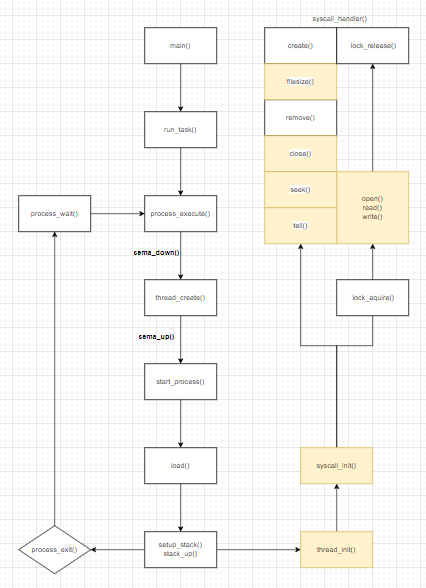 syscall_handler()
main()
create()
lock_release()
filesize()
run_task()
remove()
close()
process_wait()
process_execute()
seek()
open()
read()
write()
tell()
sema_down()
thread_create()
lock_aquire()
sema_up()
start_process()
load()
syscall_init()
process_exit()
setup_stack()
stack_up()
thread_init()